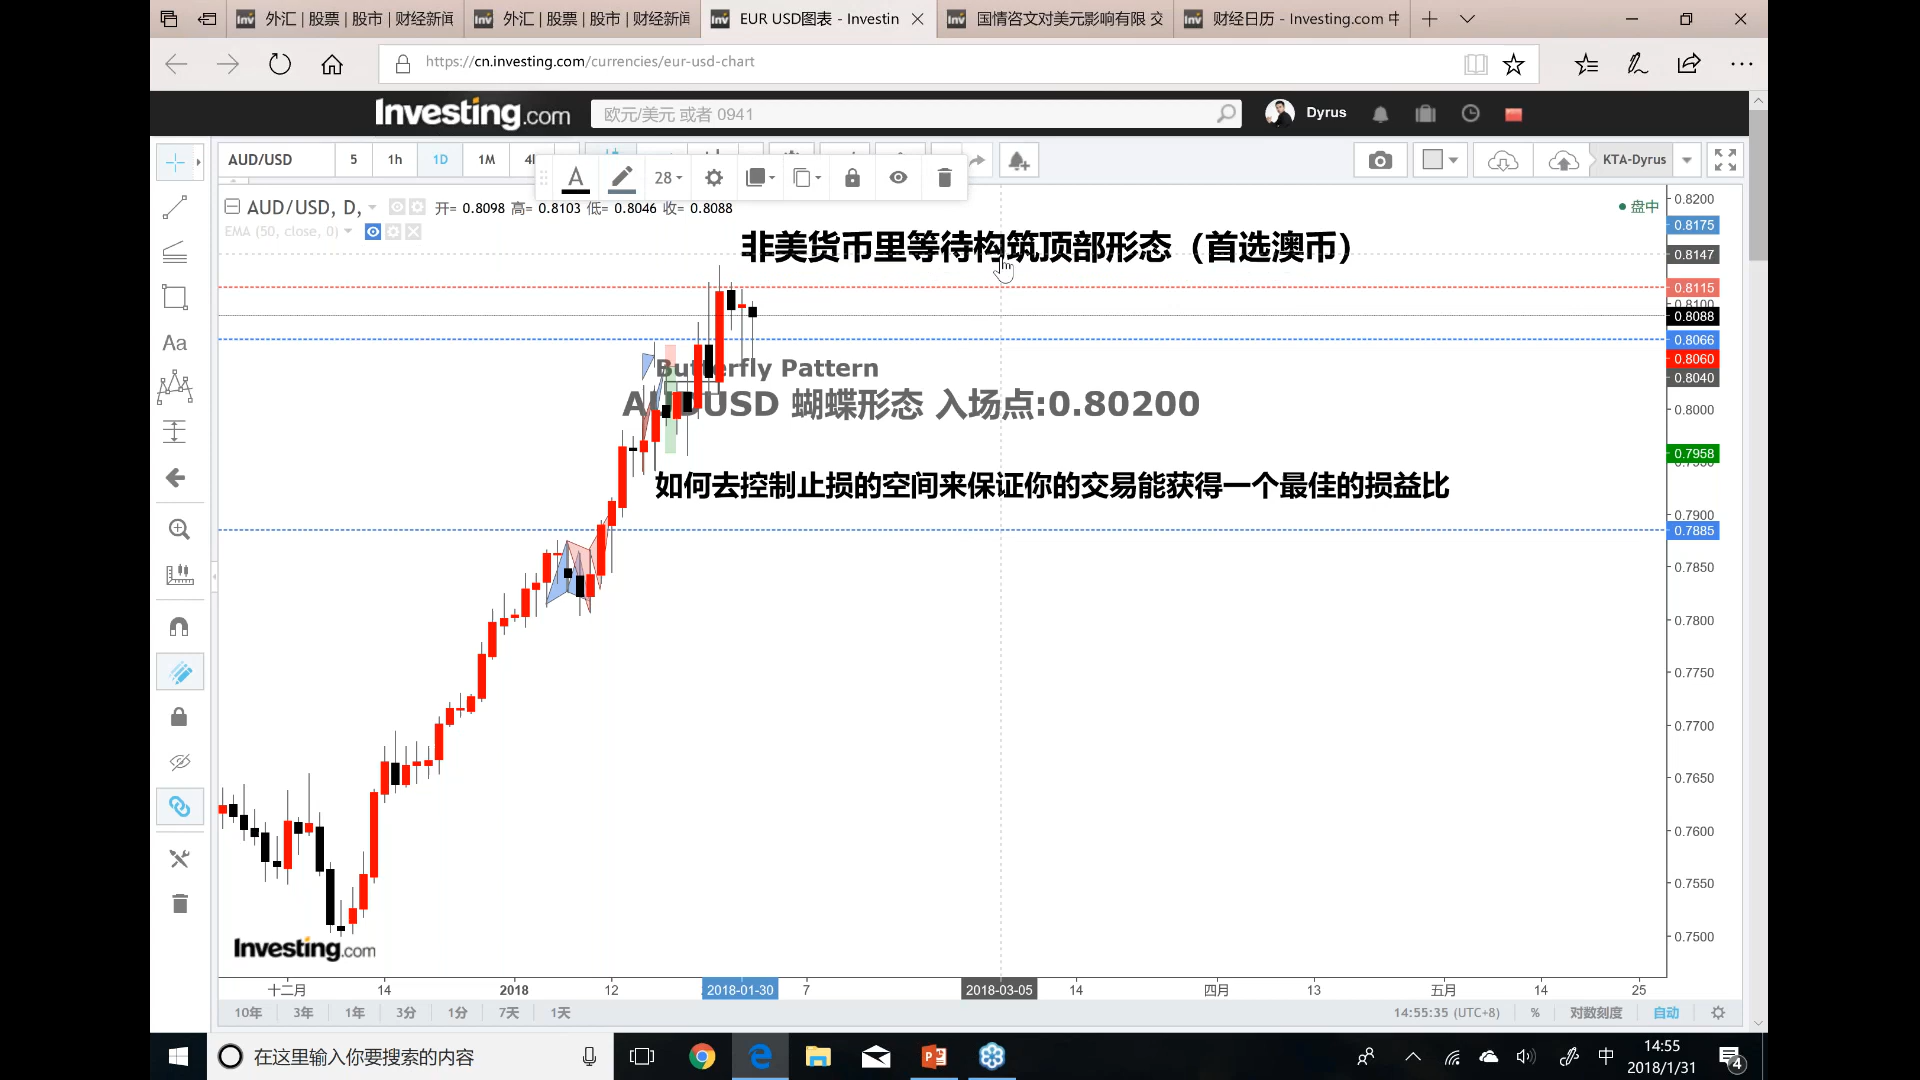 外汇 | 股票 | 股市 | 财经新闻
外汇 | 股票 | 股市 | 财经新闻
EUR USD图表 - Investin
国情咨文对美元影响有限 交
财经日历 - Investing.com 中
https://cn.investing.com/currencies/eur-usd-chart
Investing.com
欧元/美元 或者 0941
Dyrus
AUD/USD
5
1h
1D
1M
KTA-Dyrus
28
AUD/USD, D,
开= 0.8098 高= 0.8103 低= 0.8046 收= 0.8088
盘中
EMA (50, close, 0)
非美货币里等待构筑顶部形态（首选澳币）
Butterfly Pattern
AUDUSD 蝴蝶形态 入场点:0.80200
如何去控制止损的空间来保证你的交易能获得一个最佳的损益比
0.8200
0.8175
0.8147
0.8115
0.8100
0.8088
0.8066
0.8060
0.8040
0.8000
0.7958
0.7900
0.7885
0.7850
0.7800
0.7750
0.7700
0.7650
0.7600
0.7550
0.7500
Aa
Investing.com
十二月 14 2018 12 2018-01-30 7 2018-03-05 14 四月 13 五月 14 25
10年 3年 1年 3分 1分 7天 1天
14:55:35 (UTC+8) % 对数刻度 自动
在这里输入你要搜索的内容
中
14:55
2018/1/31
4